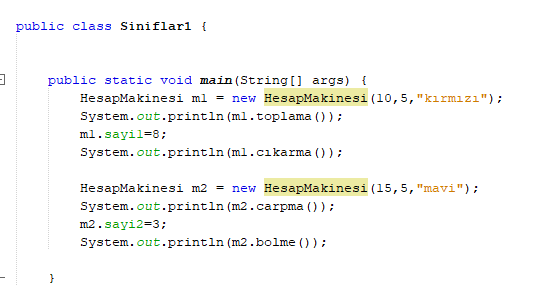 public class Siniflar1 {
public static void main(String[] args) {
HesapMakinesi m1 = new HesapMakinesi(10,5,"kırmızı");
System.out.println(m1.toplama());
m1.sayi1=8;
System.out.println(m1.cıkarma());
HesapMakinesi m2 = new HesapMakinesi(15,5,"mavi");
System.out.println(m2.carpma());
m2.sayi2=3;
System.out.println(m2.bolme());
}